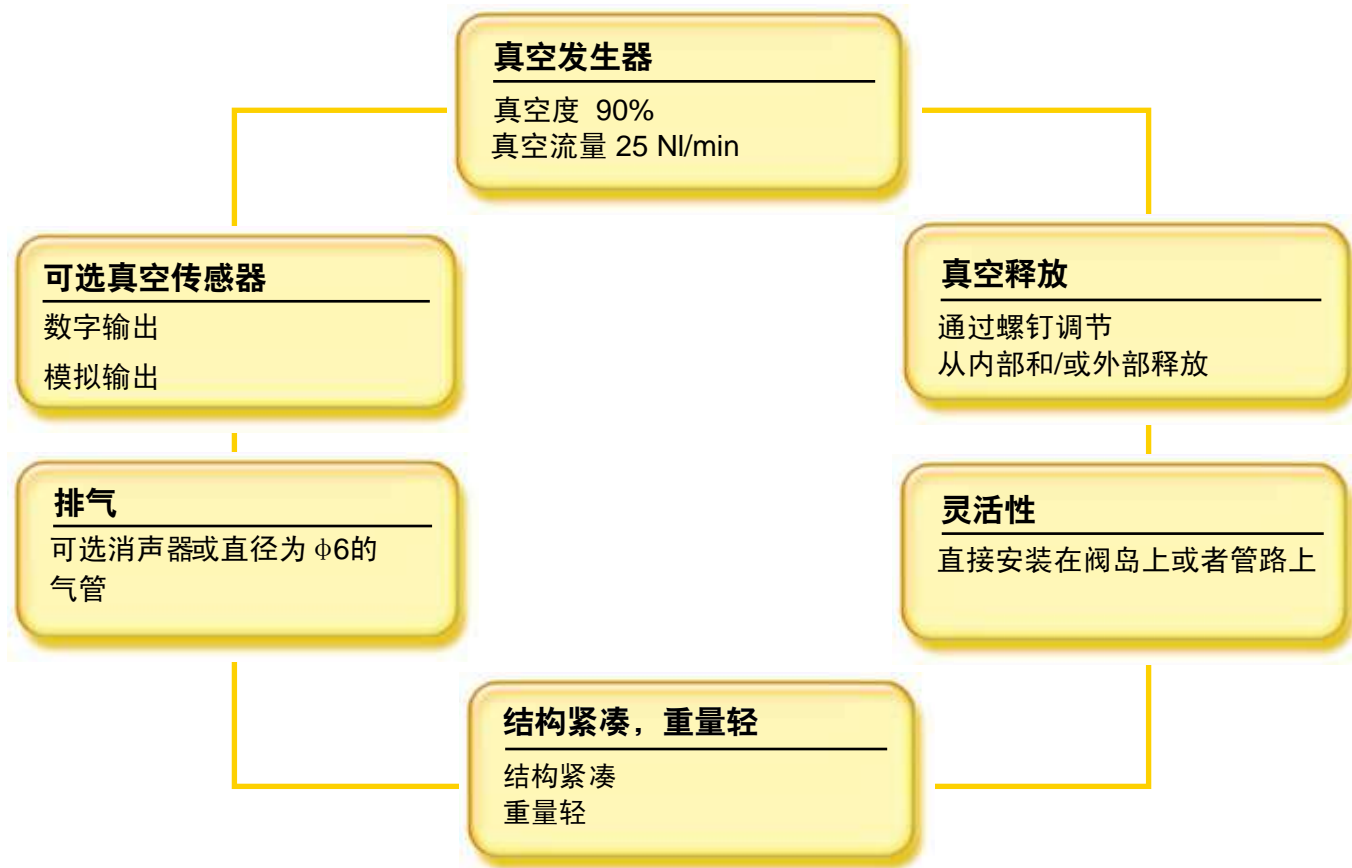 真空发生器
真空度 90%
真空流量 25 Nl/min
可选真空传感器
数字输出
模拟输出
真空释放
通过螺钉调节
从内部和/或外部释放
排气
可选消声器或直径为 φ6的
气管
灵活性
直接安装在阀岛上或者管路上
结构紧凑，重量轻
结构紧凑
重量轻